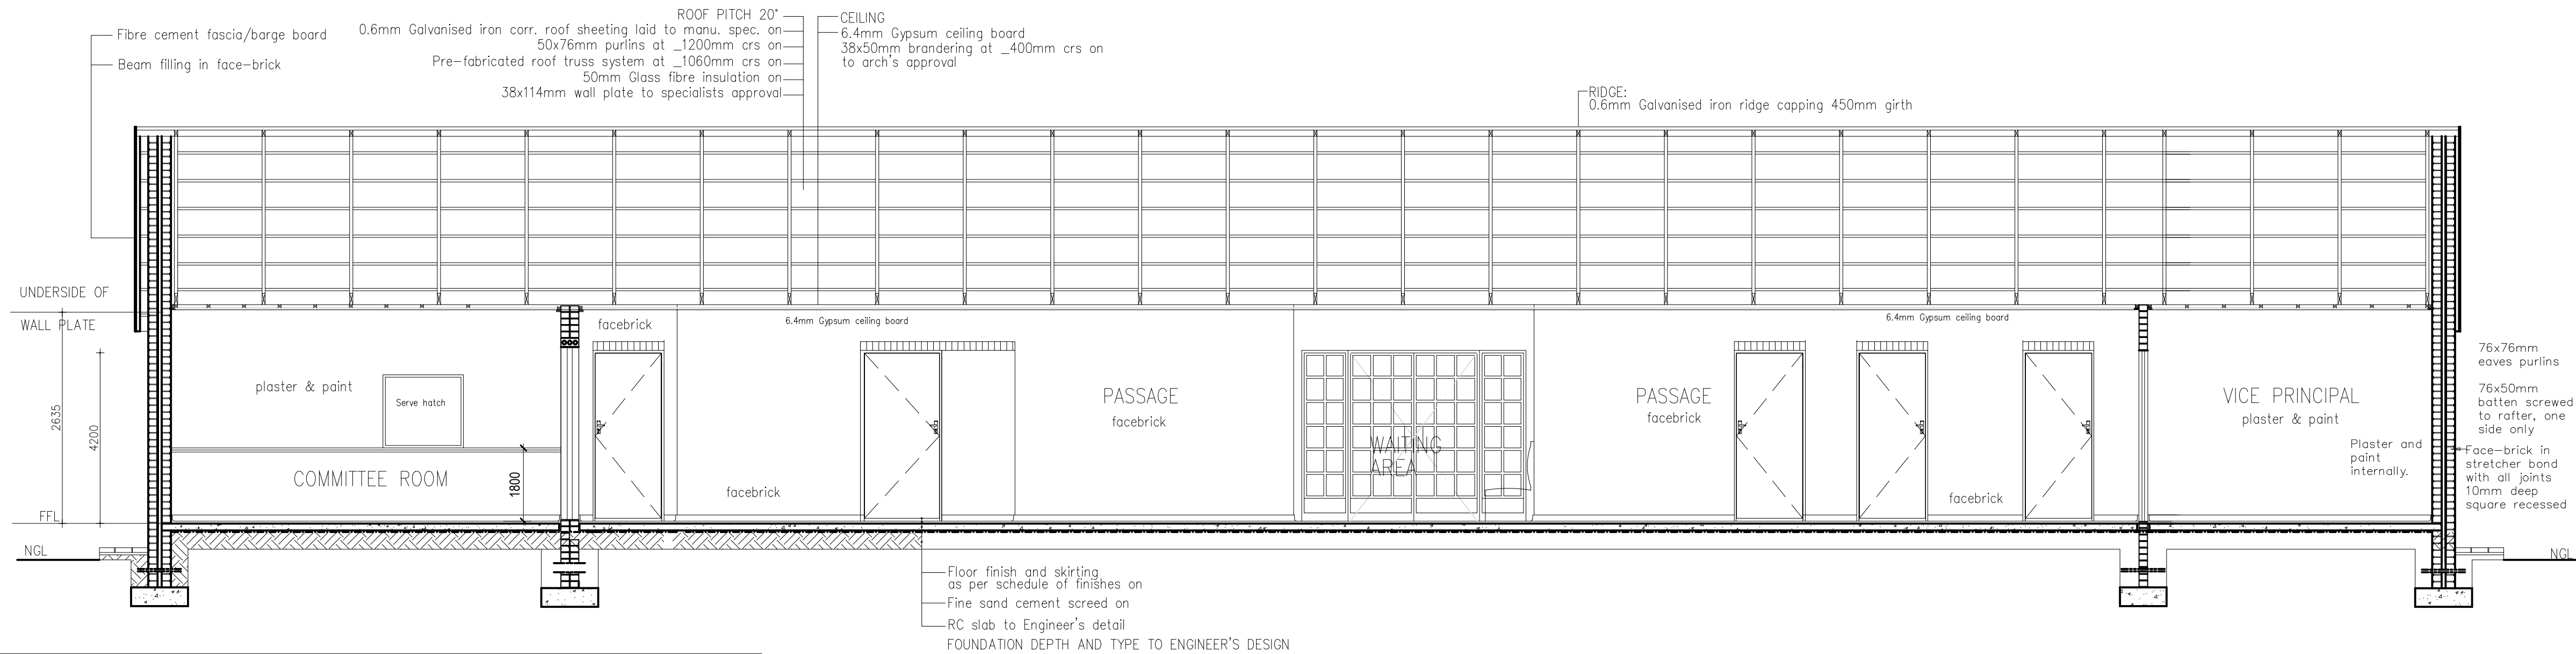 ROOF PITCH 20°
0.6mm Galvanised iron corr. roof sheeting laid to manu. spec. on
50x76mm purlins at _1200mm crs on
Pre-fabricated roof truss system at _1060mm crs on
50mm Glass fibre insulation on
38x114mm wall plate to specialists approval
CEILING
6.4mm Gypsum ceiling board
38x50mm brandering at _400mm crs on
to arch's approval
Fibre cement fascia/barge board
Beam filling in face-brick
RIDGE:
0.6mm Galvanised iron ridge capping 450mm girth
UNDERSIDE OF
WALL PLATE
2635
4200
FFL
NGL
plaster & paint
Serve hatch
COMMITTEE ROOM
1800
facebrick
6.4mm Gypsum ceiling board
facebrick
PASSAGE
facebrick
WAITING
AREA
PASSAGE
facebrick
6.4mm Gypsum ceiling board
facebrick
VICE PRINCIPAL
plaster & paint
Plaster and
paint
internally.
76x76mm
eaves purlins
76x50mm
batten screwed
to rafter, one
side only
Face-brick in
stretcher bond
with all joints
10mm deep
square recessed
NGL
Floor finish and skirting
as per schedule of finishes on
Fine sand cement screed on
RC slab to Engineer's detail
FOUNDATION DEPTH AND TYPE TO ENGINEER'S DESIGN